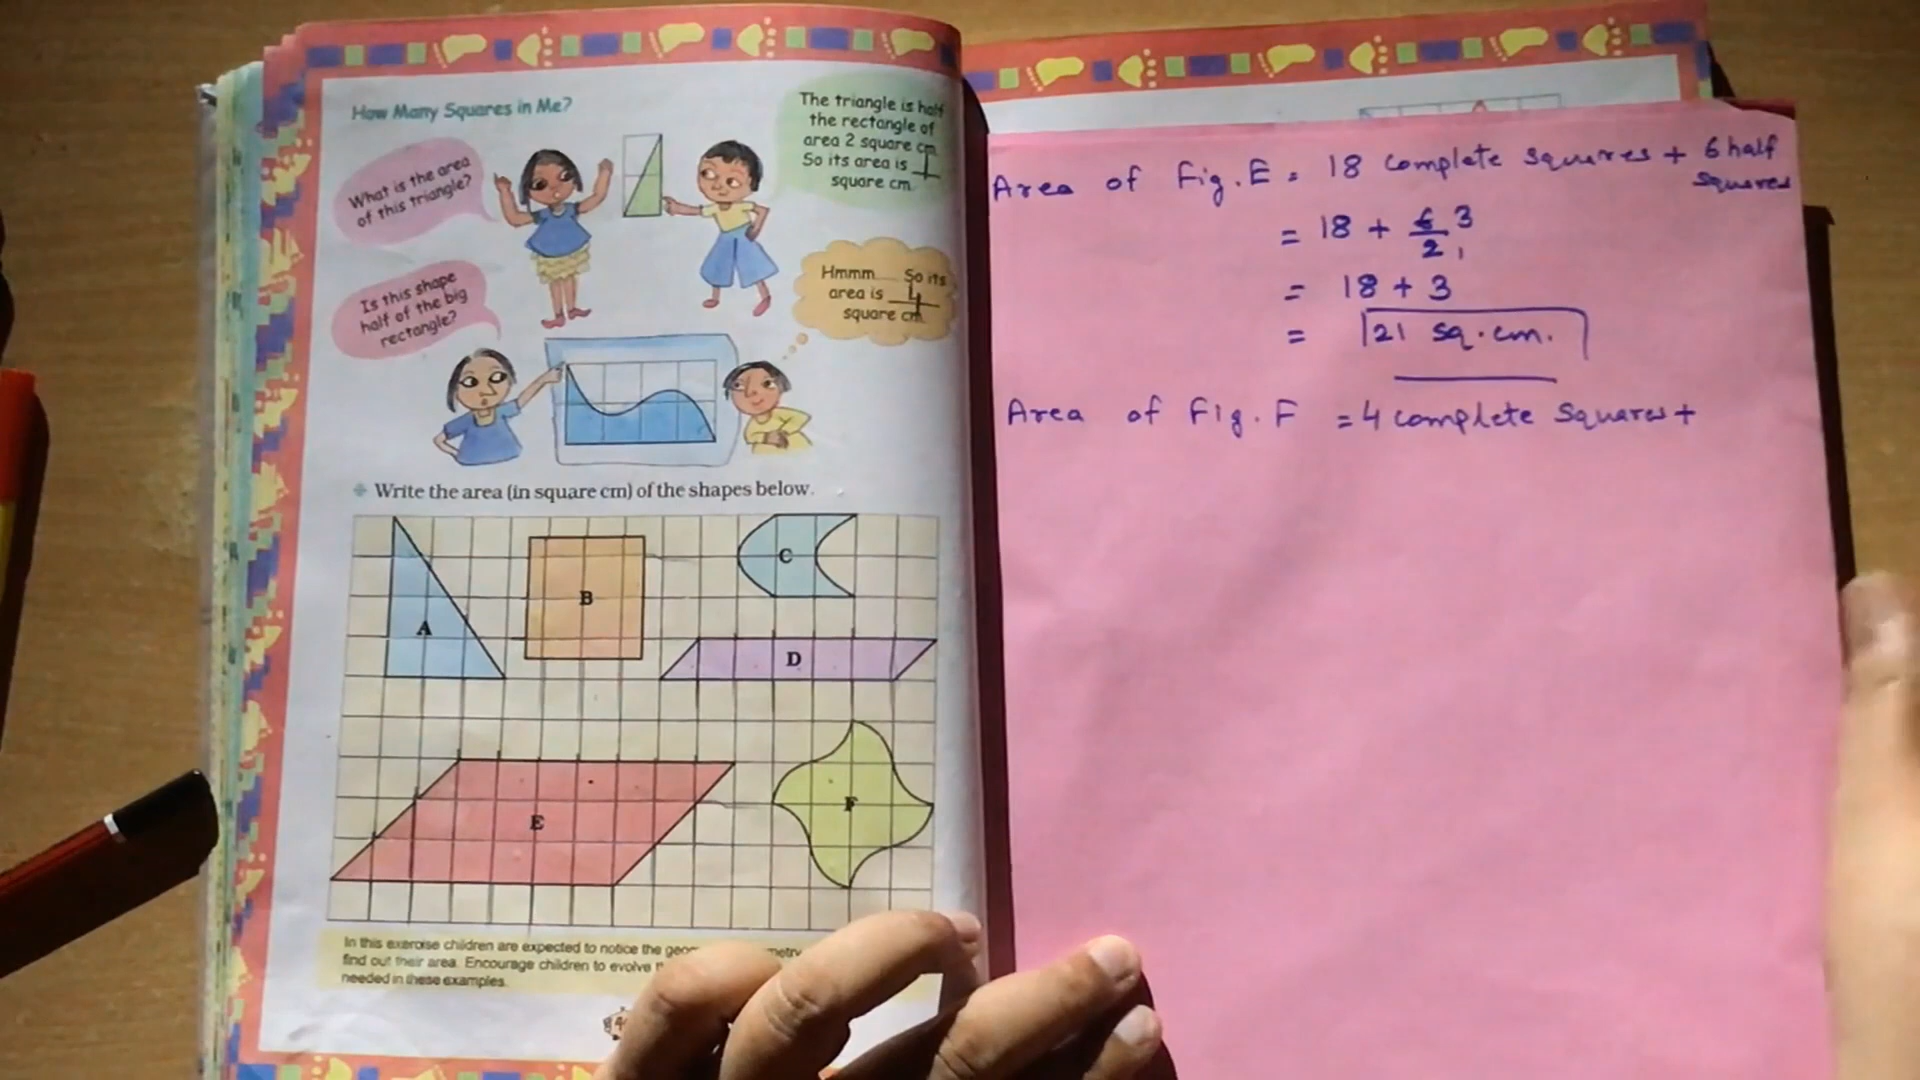 How Many Squares in Me?
What is the area
of this triangle?
The triangle is half
the rectangle of
area 2 square cm.
So its area is 1
square cm.
Is this shape
half of the big
rectangle?
Hmmm.... So its
area is 4
square cm.
Write the area (in square cm) of the shapes below.
A
B
C
D
E
F
In this exercise children are expected to notice the
find out their area. Encourage children to evolve
needed in these examples.
Area of Fig. E = 18 complete squares + 6 half
squares
= 18 + 6/2 3 1
= 18 + 3
= 21 sq. cm.
Area of Fig. F = 4 complete squares +